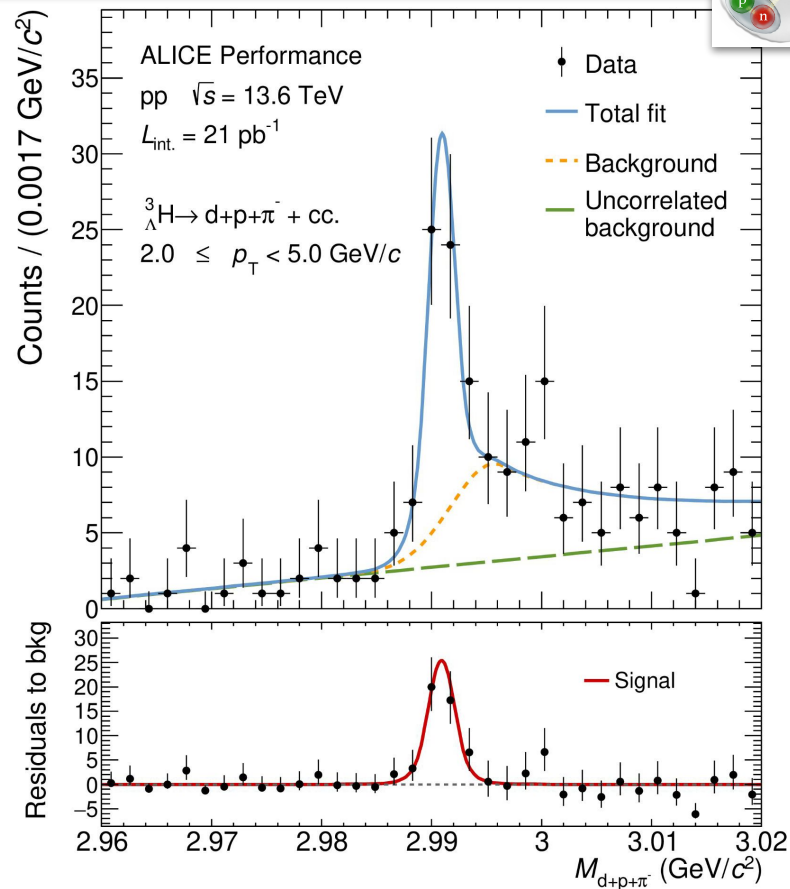 p
n
ALICE Performance
pp √s = 13.6 TeV
L_int. = 21 pb⁻¹
³_ΛH→ d+p+π⁻ + cc.
2.0 ≤ p_T < 5.0 GeV/c
Data
Total fit
Background
Uncorrelated
background
Counts / (0.0017 GeV/c²)
35
30
25
20
15
10
5
0
Residuals to bkg
30
25
20
15
10
5
0
−5
Signal
2.96 2.97 2.98 2.99 3 3.01 3.02
M_d+p+π⁻ (GeV/c²)